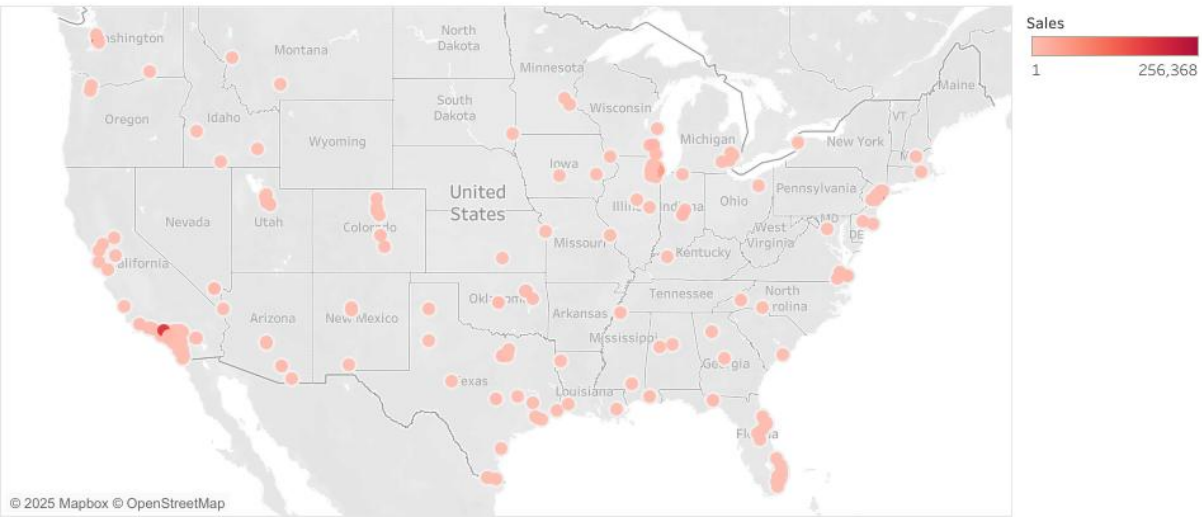 Sales
1
256,368
Montana
North
Dakota
Minnesota
Maine
Oregon
Idaho
South
Dakota
Wisconsin
Michigan
VT
New York
Wyoming
Iowa
Nevada
Utah
United
States
Ohio
Pennsylvania
MD
DE
West
Virginia
Missouri
Kentucky
Arizona
New Mexico
Arkansas
Tennessee
North
Mississippi
Georgia
Louisiana
© 2025 Mapbox © OpenStreetMap